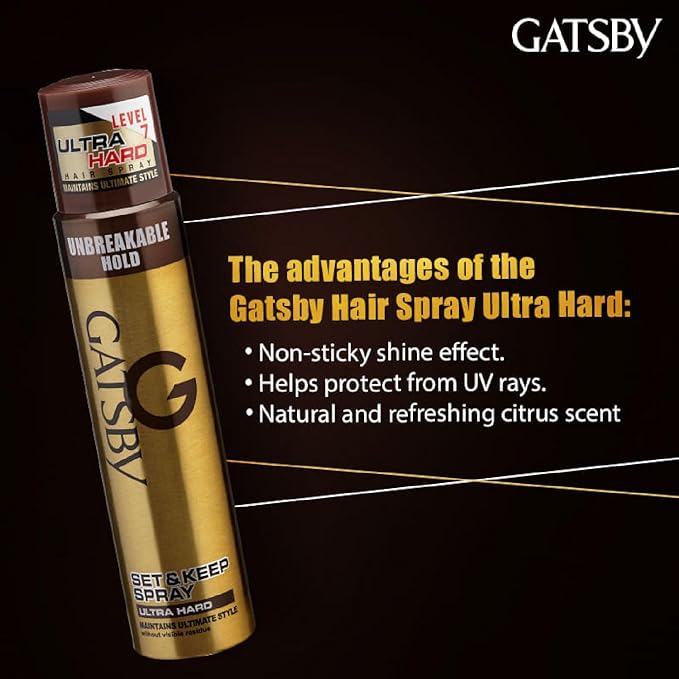 GATSBY
LEVEL
7
ULTRA
HARD
HAIR SPRAY
MAINTAINS ULTIMATE STYLE
UNBREAKABLE
HOLD
GATSBY
G
SET & KEEP
SPRAY
ULTRA HARD
MAINTAINS ULTIMATE STYLE
without visible residue
The advantages of the
Gatsby Hair Spray Ultra Hard:
• Non-sticky shine effect.
• Helps protect from UV rays.
• Natural and refreshing citrus scent